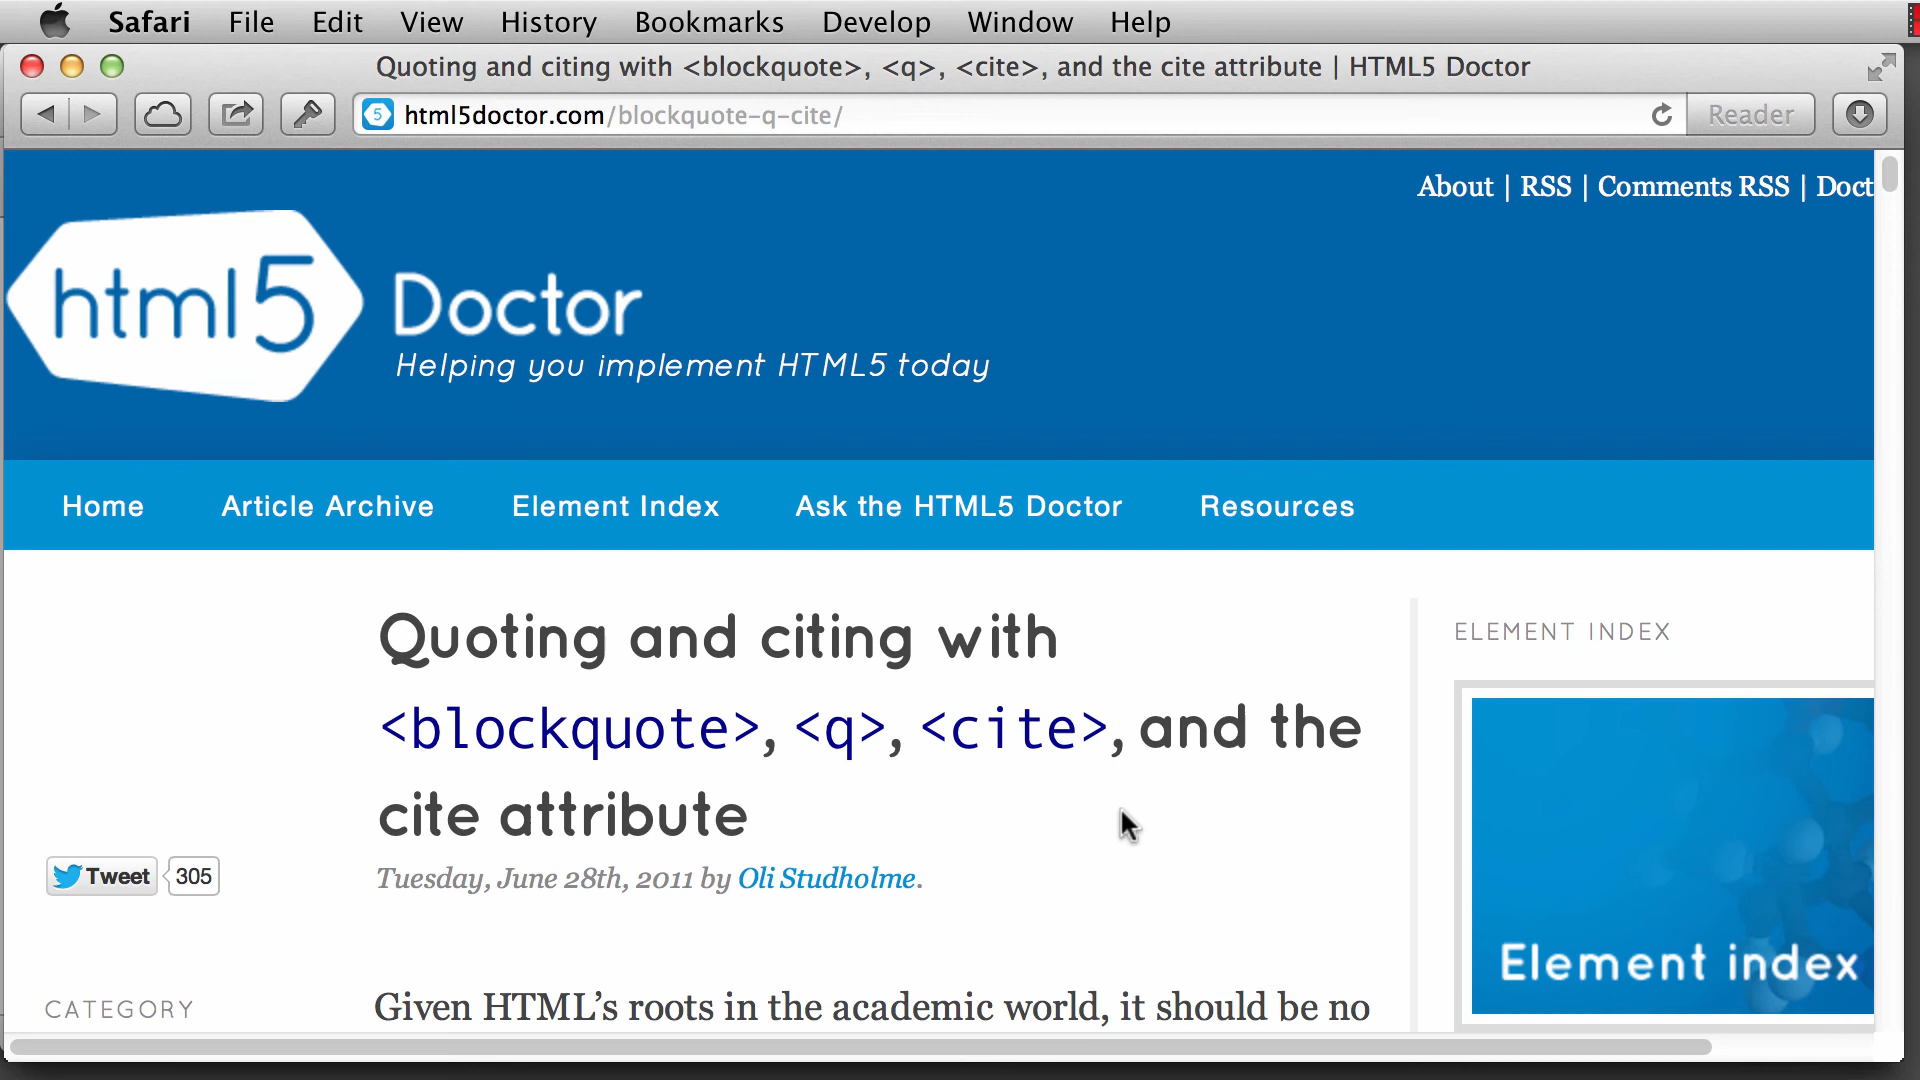 Safari File Edit View History Bookmarks Develop Window Help
Quoting and citing with <blockquote>, <q>, <cite>, and the cite attribute | HTML5 Doctor
5 html5doctor.com/blockquote-q-cite/ Reader
About | RSS | Comments RSS | Doct
html5 Doctor
Helping you implement HTML5 today
Home Article Archive Element Index Ask the HTML5 Doctor Resources
Quoting and citing with
<blockquote>, <q>, <cite>, and the
cite attribute
Tweet 305
Tuesday, June 28th, 2011 by Oli Studholme.
CATEGORY
Given HTML’s roots in the academic world, it should be no
ELEMENT INDEX
Element index